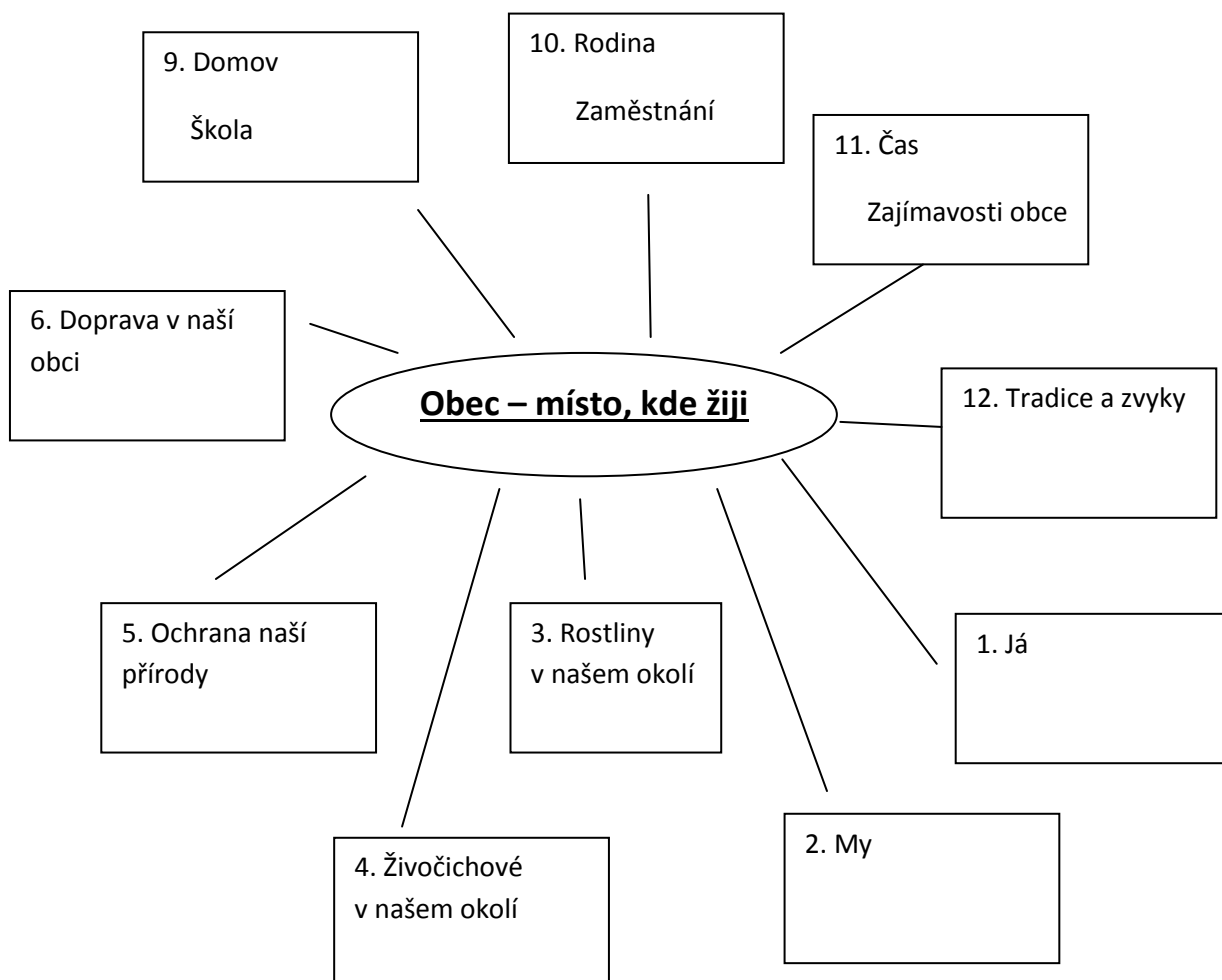 9. Domov
Škola
10. Rodina
Zaměstnání
11. Čas
Zajímavosti obce
6. Doprava v naší
obci
Obec – místo, kde žiji
12. Tradice a zvyky
5. Ochrana naší
přírody
3. Rostliny
v našem okolí
1. Já
4. Živočichové
v našem okolí
2. My